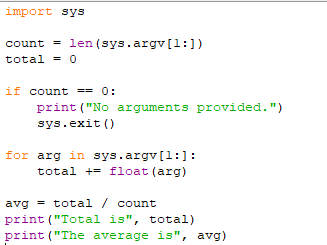 import sys
count = len(sys.argv[1:])
total = 0
if count == 0:
    print("No arguments provided.")
    sys.exit()
for arg in sys.argv[1:]:
    total += float(arg)
avg = total / count
print("Total is", total)
print("The average is", avg)